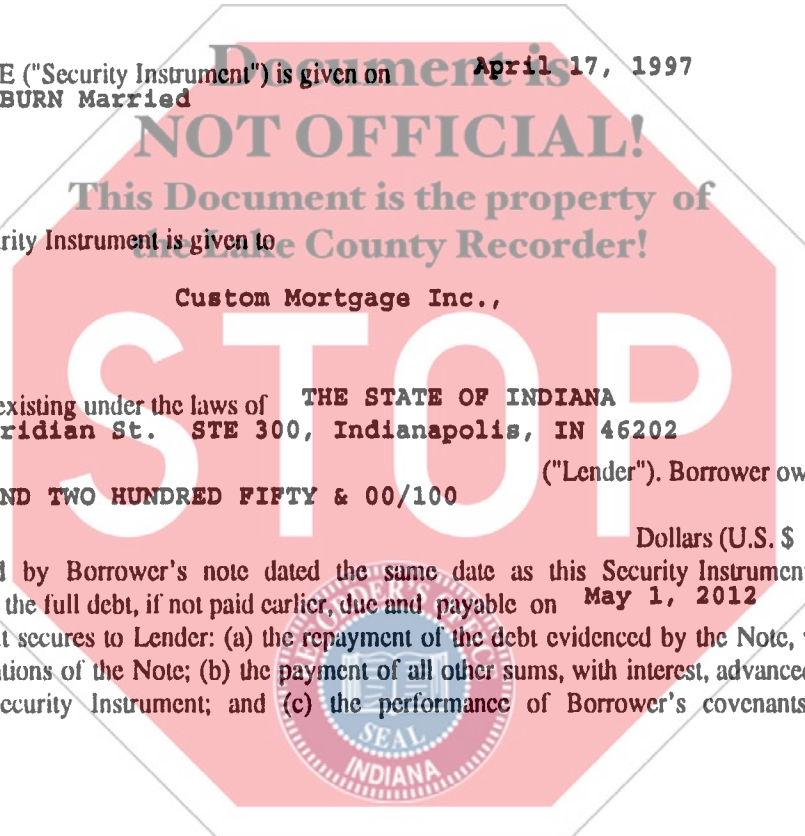 Document is
E ("Security Instrument") is given on April 17, 1997
BURN Married
NOT OFFICIAL!
This Document is the property of
the Lake County Recorder!
rity Instrument is given to
Custom Mortgage Inc.,
STOP
existing under the laws of THE STATE OF INDIANA
ridian St. STE 300, Indianapolis, IN 46202
("Lender"). Borrower ow
ND TWO HUNDRED FIFTY & 00/100
Dollars (U.S. $
by Borrower's note dated the same date as this Security Instrumen
the full debt, if not paid earlier, due and payable on May 1, 2012
t secures to Lender: (a) the repayment of the debt evidenced by the Note,
tions of the Note; (b) the payment of all other sums, with interest, advanced
ecurity Instrument; and (c) the performance of Borrower's covenants
RECORDER'S OFFICE
SEAL
INDIANA